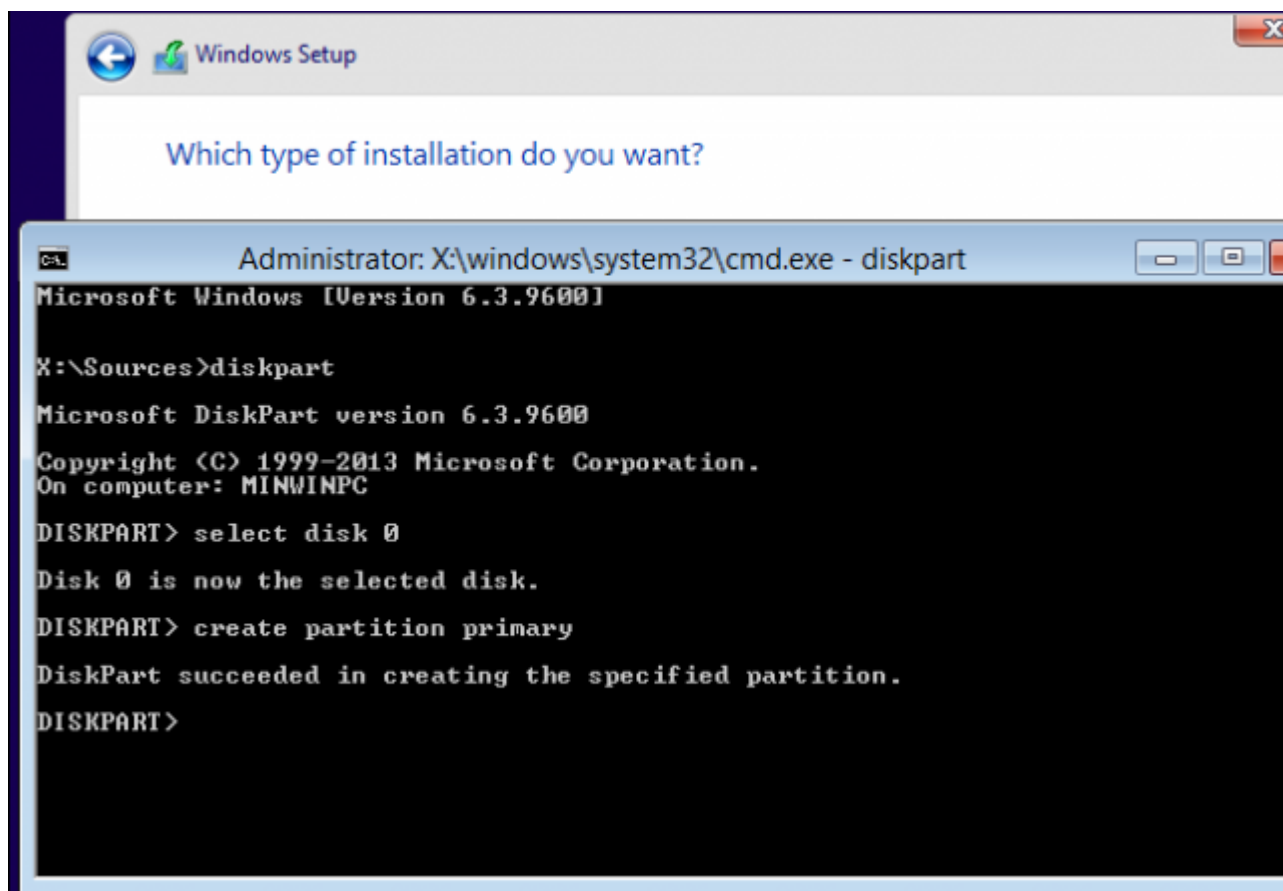 Windows Setup
Which type of installation do you want?
Administrator: X:\windows\system32\cmd.exe - diskpart
Microsoft Windows [Version 6.3.9600]
X:\Sources>diskpart
Microsoft DiskPart version 6.3.9600
Copyright (C) 1999-2013 Microsoft Corporation.
On computer: MINWINPC
DISKPART> select disk 0
Disk 0 is now the selected disk.
DISKPART> create partition primary
DiskPart succeeded in creating the specified partition.
DISKPART>